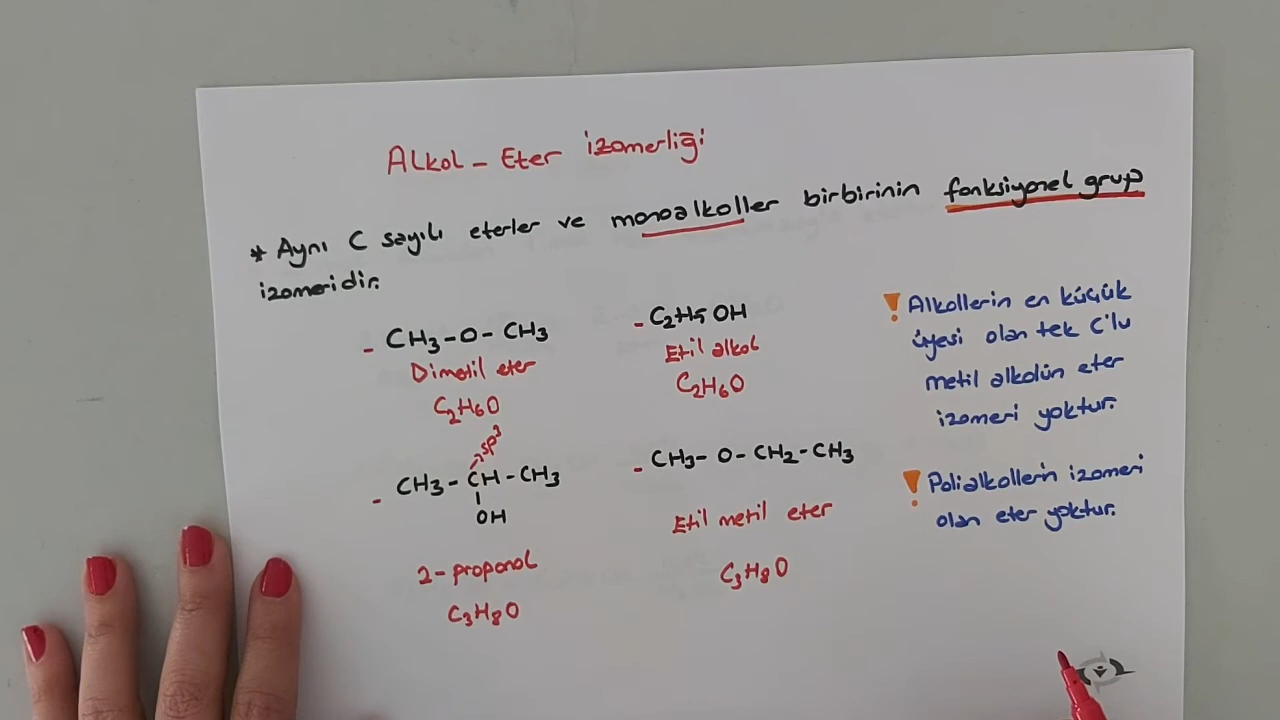 Alkol - Eter izomerliği
* Aynı C sayılı eterler ve monoalkoller birbirinin fonksiyonel grup
izomeridir.
- CH3-O-CH3
Dimetil eter
C2H6O
- C2H5OH
Etil alkol
C2H6O
sp3
- CH3-CH-CH3
OH
2-propanol
C3H8O
- CH3-O-CH2-CH3
Etil metil eter
C3H8O
! Alkollerin en küçük
üyesi olan tek C'lu
metil alkolün eter
izomeri yoktur.
! Polialkollerin izomeri
olan eter yoktur.